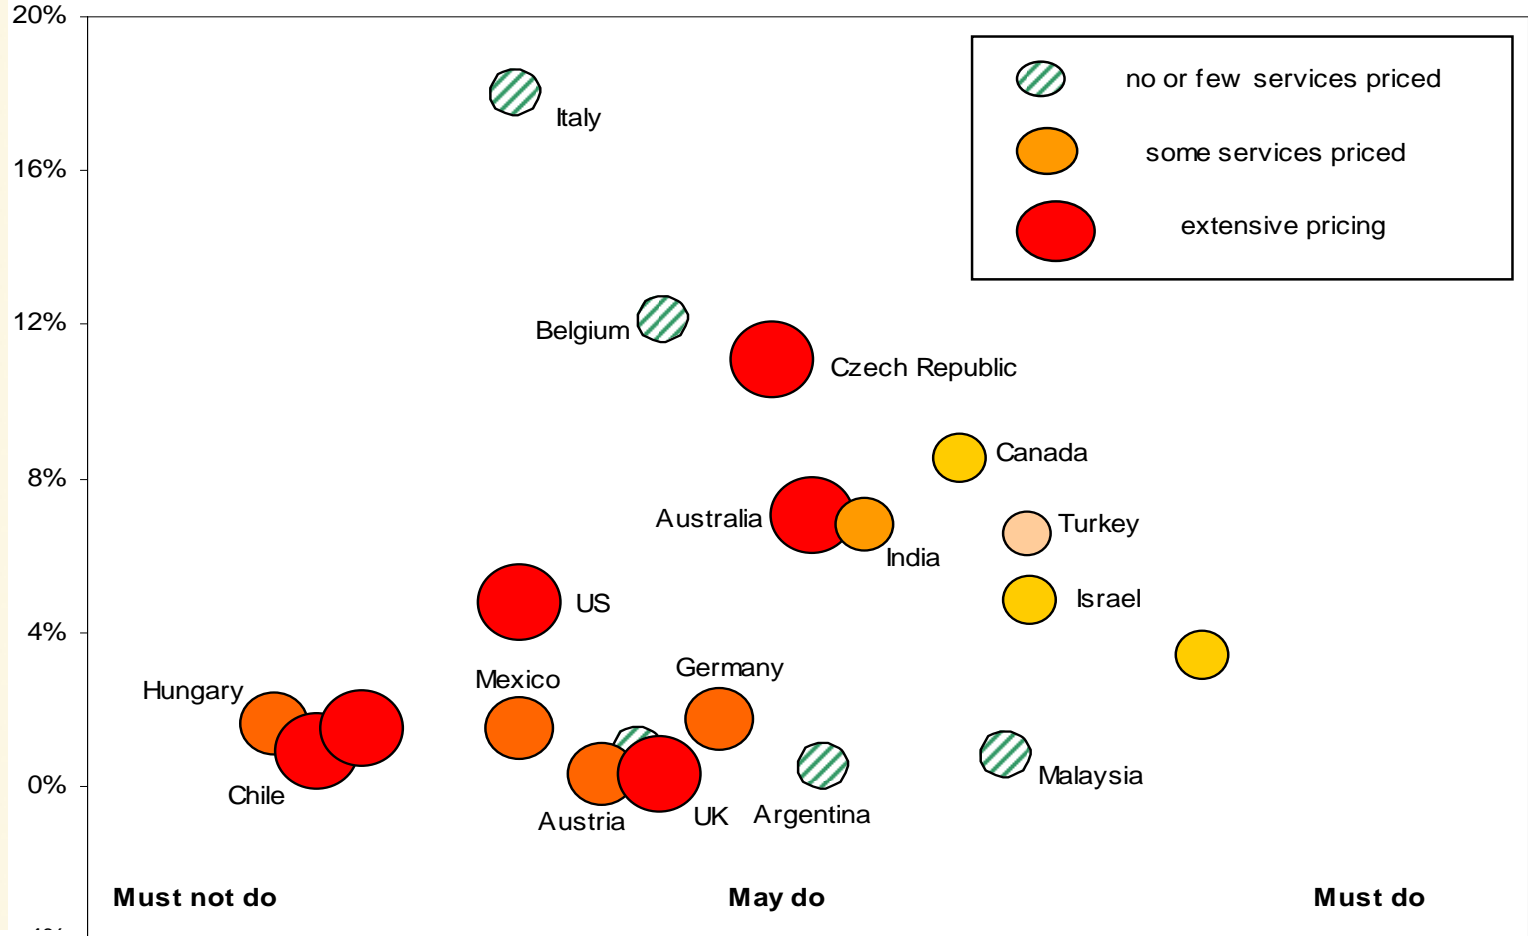 20%
no or few services priced
Italy
some services priced
16%
extensive pricing
12%
Belgium
Czech Republic
Canada
8%
Australia
Turkey
India
Israel
US
4%
Germany
Mexico
Hungary
0%
Malaysia
Chile
Austria
UK
Argentina
Must not do
May do
Must do